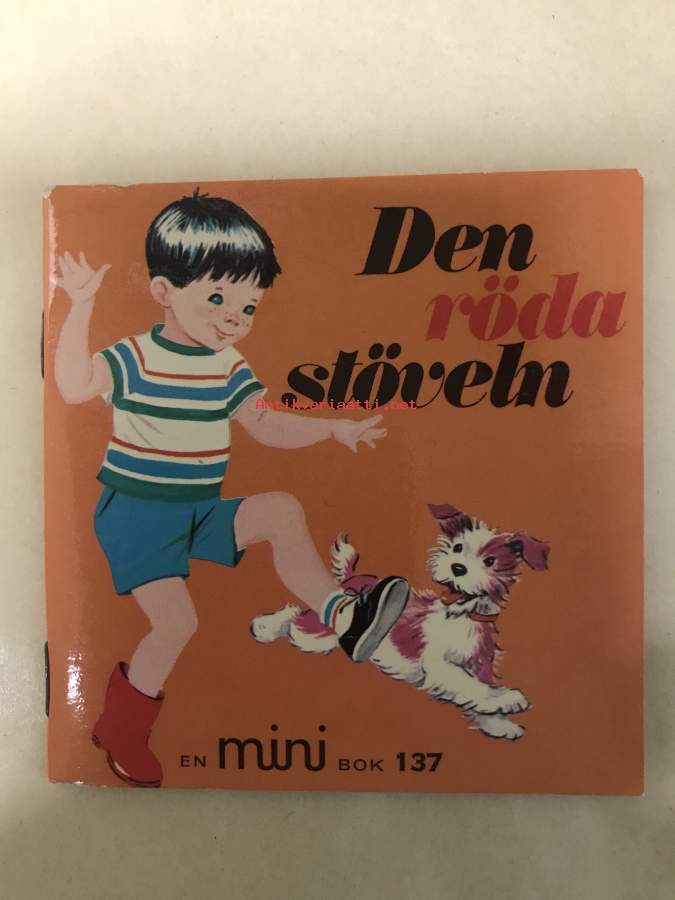 Den
röda
stöveln
Antikvariaatti.net
EN mini BOK 137